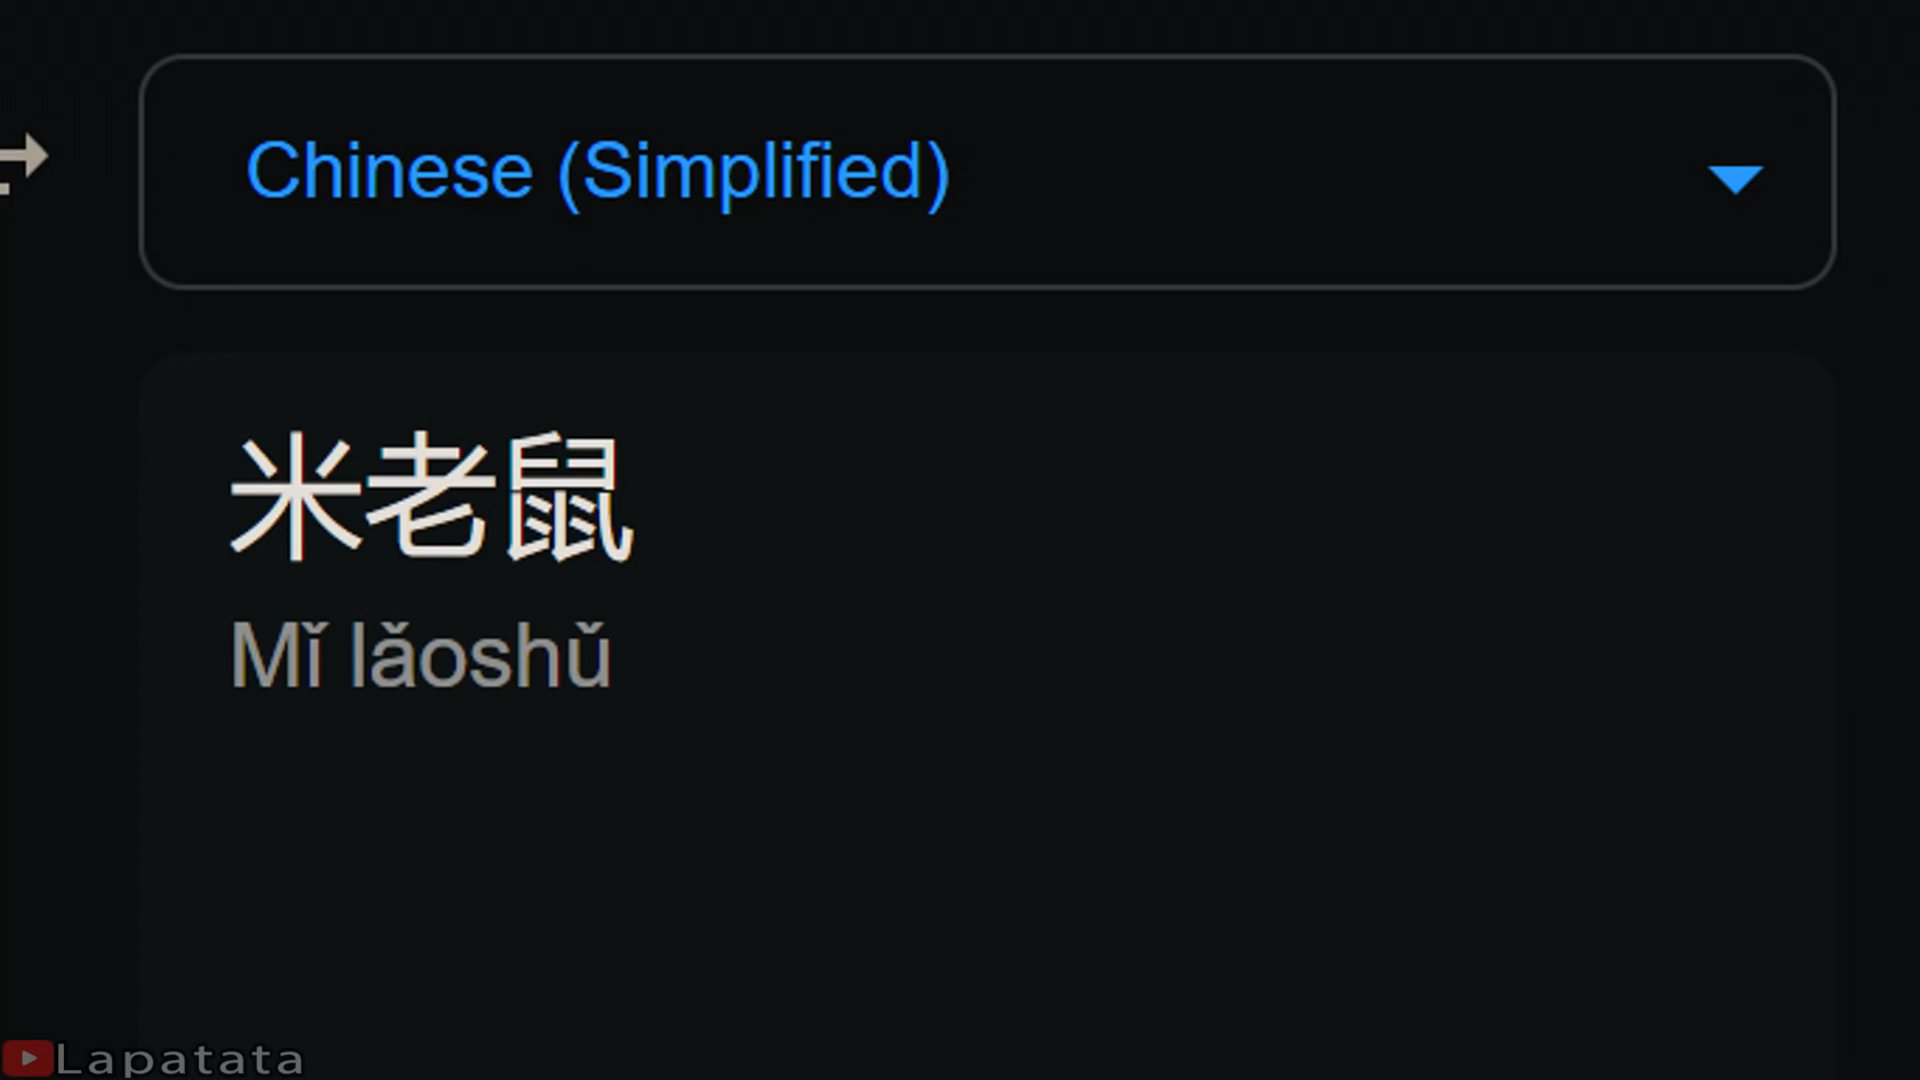 Chinese (Simplified)
米老鼠
Mǐ lǎoshǔ
Lapatata